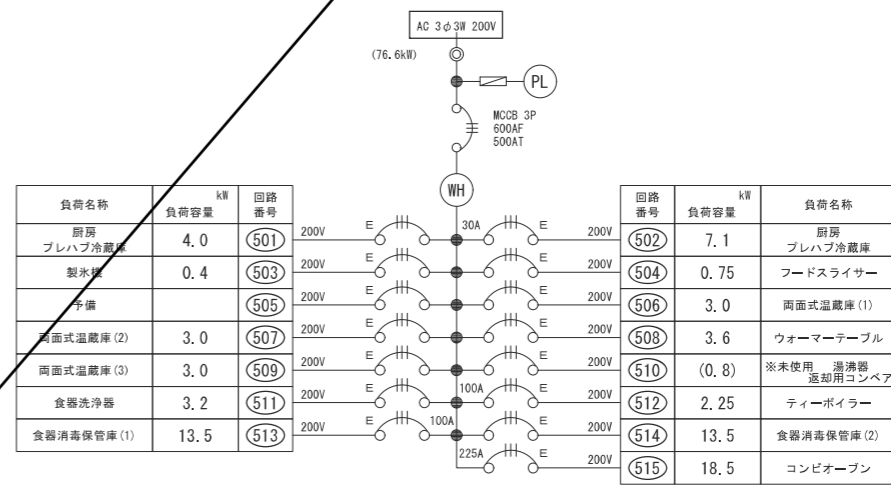 AC 3φ3W 200V
(76.6kW)
PL
MCCB 3P
600AF
500AT
WH
負荷名称 kW 負荷容量 回路番号
厨房 プレハブ冷蔵庫 4.0 501 200V E
製氷機 0.4 503 200V E
予備 505 200V E
両面式温蔵庫(2) 3.0 507 200V E
両面式温蔵庫(3) 3.0 509 200V E
食器洗浄器 3.2 511 200V E
食器消毒保管庫(1) 13.5 513 200V E 100A
回路番号 kW 負荷容量 負荷名称
30A E 200V 502 7.1 厨房 プレハブ冷蔵庫
E 200V 504 0.75 フードスライサー
E 200V 506 3.0 両面式温蔵庫(1)
E 200V 508 3.6 ウォーマーテーブル
E 200V 510 (0.8) ※未使用 湯沸器 返却用コンベア
100A E 200V 512 2.25 ティーボイラー
E 200V 514 13.5 食器消毒保管庫(2)
225A E 200V 515 18.5 コンビオーブン